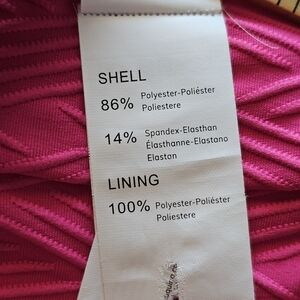 SHELL
86% Polyester-Poliéster
Poliestere
14% Spandex-Elasthan
Élasthanne-Elastano
Elaston
LINING
100% Polyester-Poliéster
Poliestere